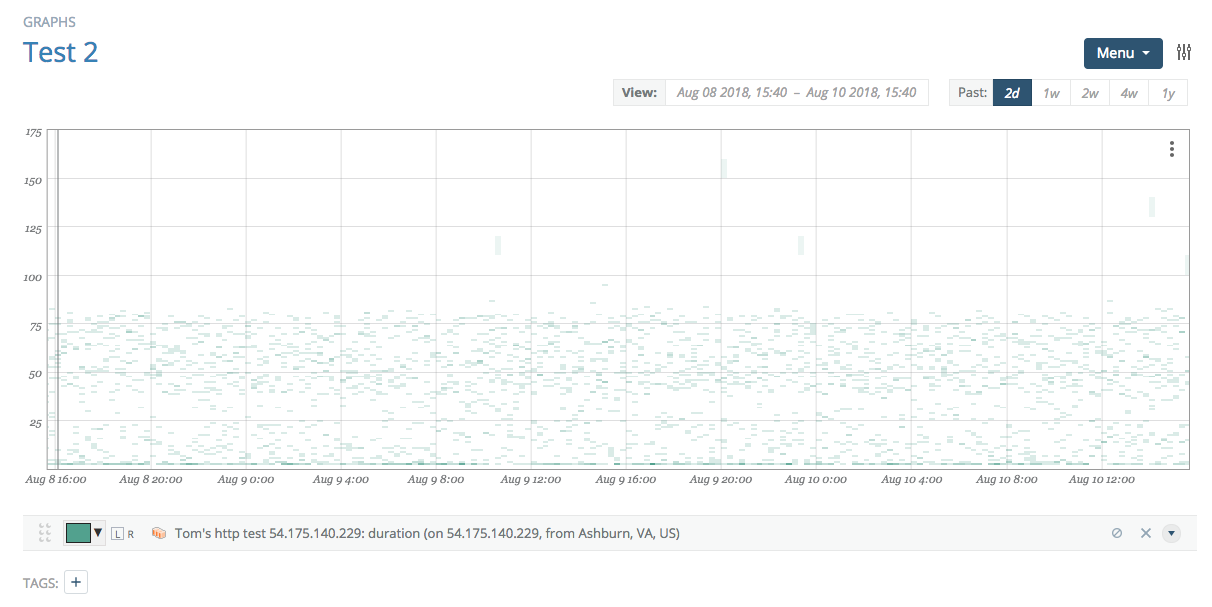 GRAPHS
Test 2
Menu
View: Aug 08 2018, 15:40 – Aug 10 2018, 15:40 Past: 2d 1w 2w 4w 1y
175
150
125
100
75
50
25
Aug 8 16:00 Aug 8 20:00 Aug 9 0:00 Aug 9 4:00 Aug 9 8:00 Aug 9 12:00 Aug 9 16:00 Aug 9 20:00 Aug 10 0:00 Aug 10 4:00 Aug 10 8:00 Aug 10 12:00
L R Tom's http test 54.175.140.229: duration (on 54.175.140.229, from Ashburn, VA, US)
TAGS: +